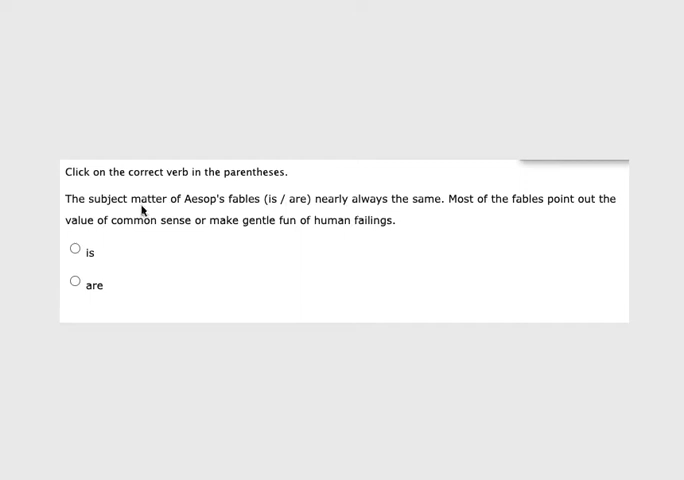 Click on the correct verb in the parentheses.
The subject matter of Aesop's fables (is / are) nearly always the same. Most of the fables point out the
value of common sense or make gentle fun of human failings.
is
are